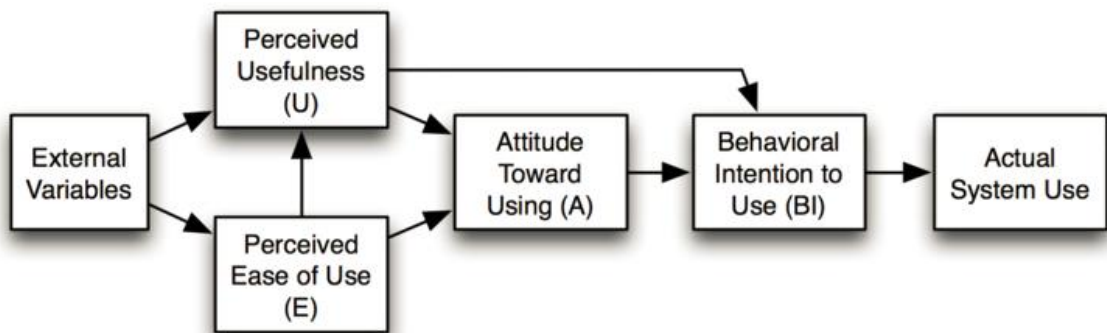 Perceived
Usefulness
(U)
External
Variables
Perceived
Ease of Use
(E)
Attitude
Toward
Using (A)
Behavioral
Intention to
Use (BI)
Actual
System Use